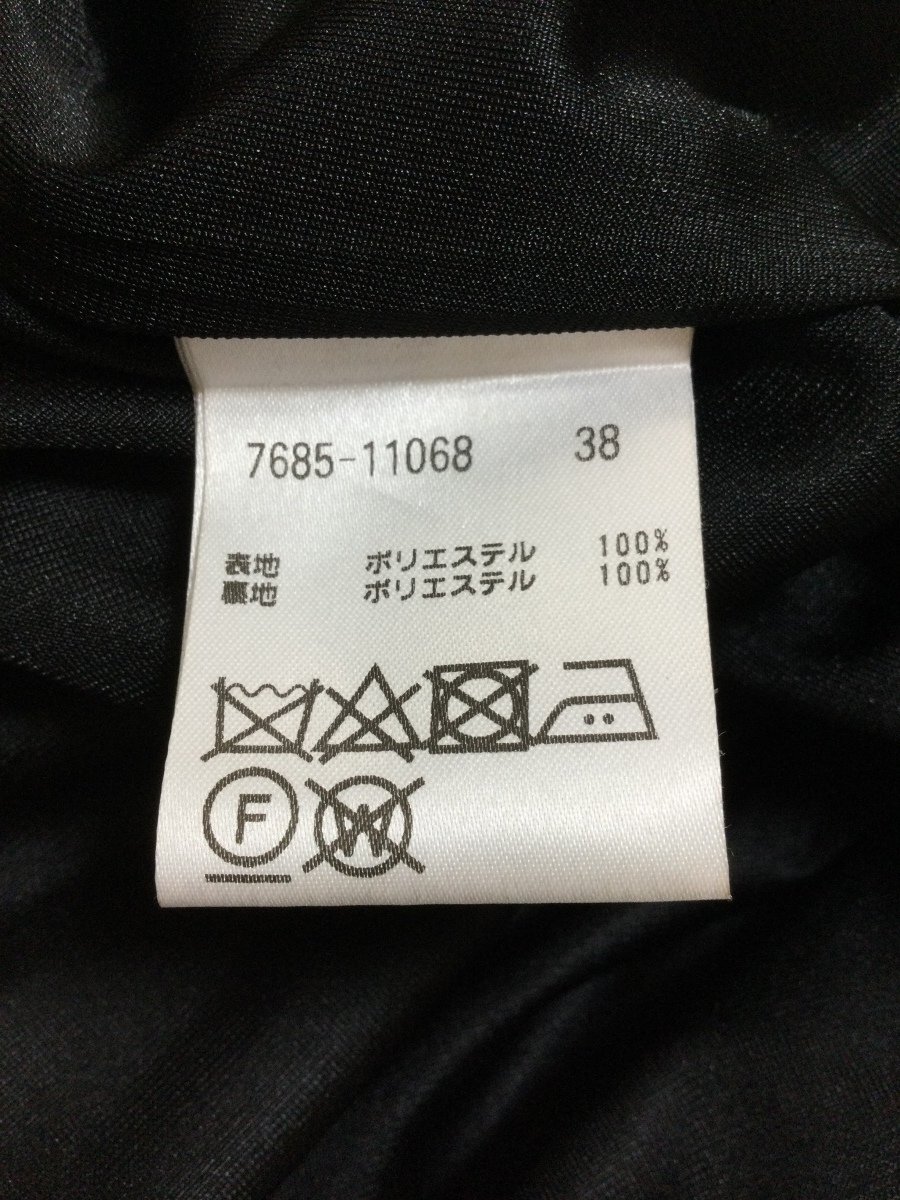 7685-11068 38
表地 ポリエステル 100%
裏地 ポリエステル 100%
F W